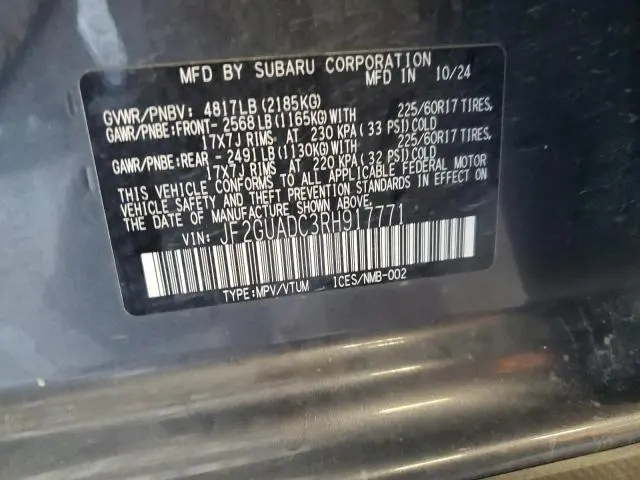 MFD BY SUBARU CORPORATION
MFD IN 10/24
GVWR/PNBV: 4817LB(2185KG)
GAWR/PNBE:FRONT- 2568LB(1165KG)WITH 225/60R17 TIRES,
17X7J RIMS, AT 230 KPA(33 PSI)COLD
GAWR/PNBE:REAR - 2491LB(1130KG)WITH 225/60R17 TIRES,
17X7J RIMS, AT 220 KPA(32 PSI)COLD
THIS VEHICLE CONFORMS TO ALL APPLICABLE FEDERAL MOTOR
VEHICLE SAFETY AND THEFT PREVENTION STANDARDS IN EFFECT ON
THE DATE OF MANUFACTURE SHOWN ABOVE.
VIN: JF2GUADC3RH917771
TYPE:MPV/VTUM ICES/NMB-002